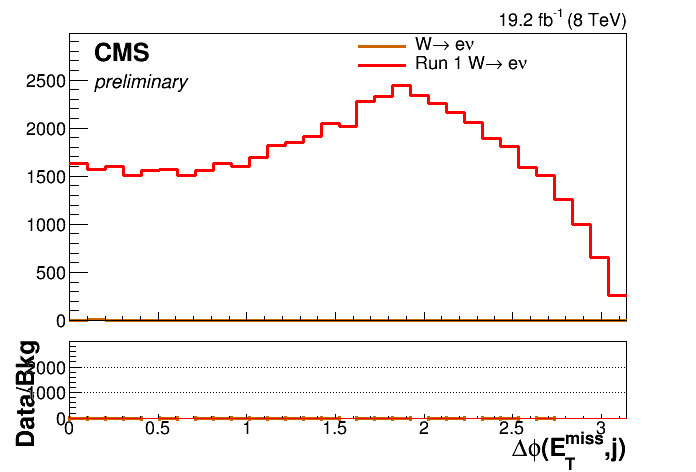 19.2 fb⁻¹ (8 TeV)
CMS
preliminary
W→ eν
Run 1 W→ eν
2500
2000
1500
1000
500
0
Data/Bkg
2000
1000
0
0 0.5 1 1.5 2 2.5 3
Δϕ(E_T^miss,j)